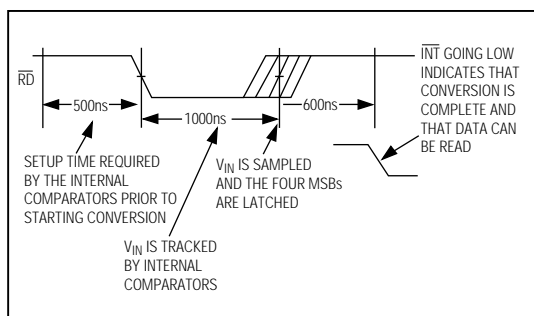 RD
500ns
1000ns
600ns
INT GOING LOW
INDICATES THAT
CONVERSION IS
COMPLETE AND
THAT DATA CAN
BE READ
SETUP TIME REQUIRED
BY THE INTERNAL
COMPARATORS PRIOR TO
STARTING CONVERSION
VIN IS SAMPLED
AND THE FOUR MSBs
ARE LATCHED
VIN IS TRACKED
BY INTERNAL
COMPARATORS